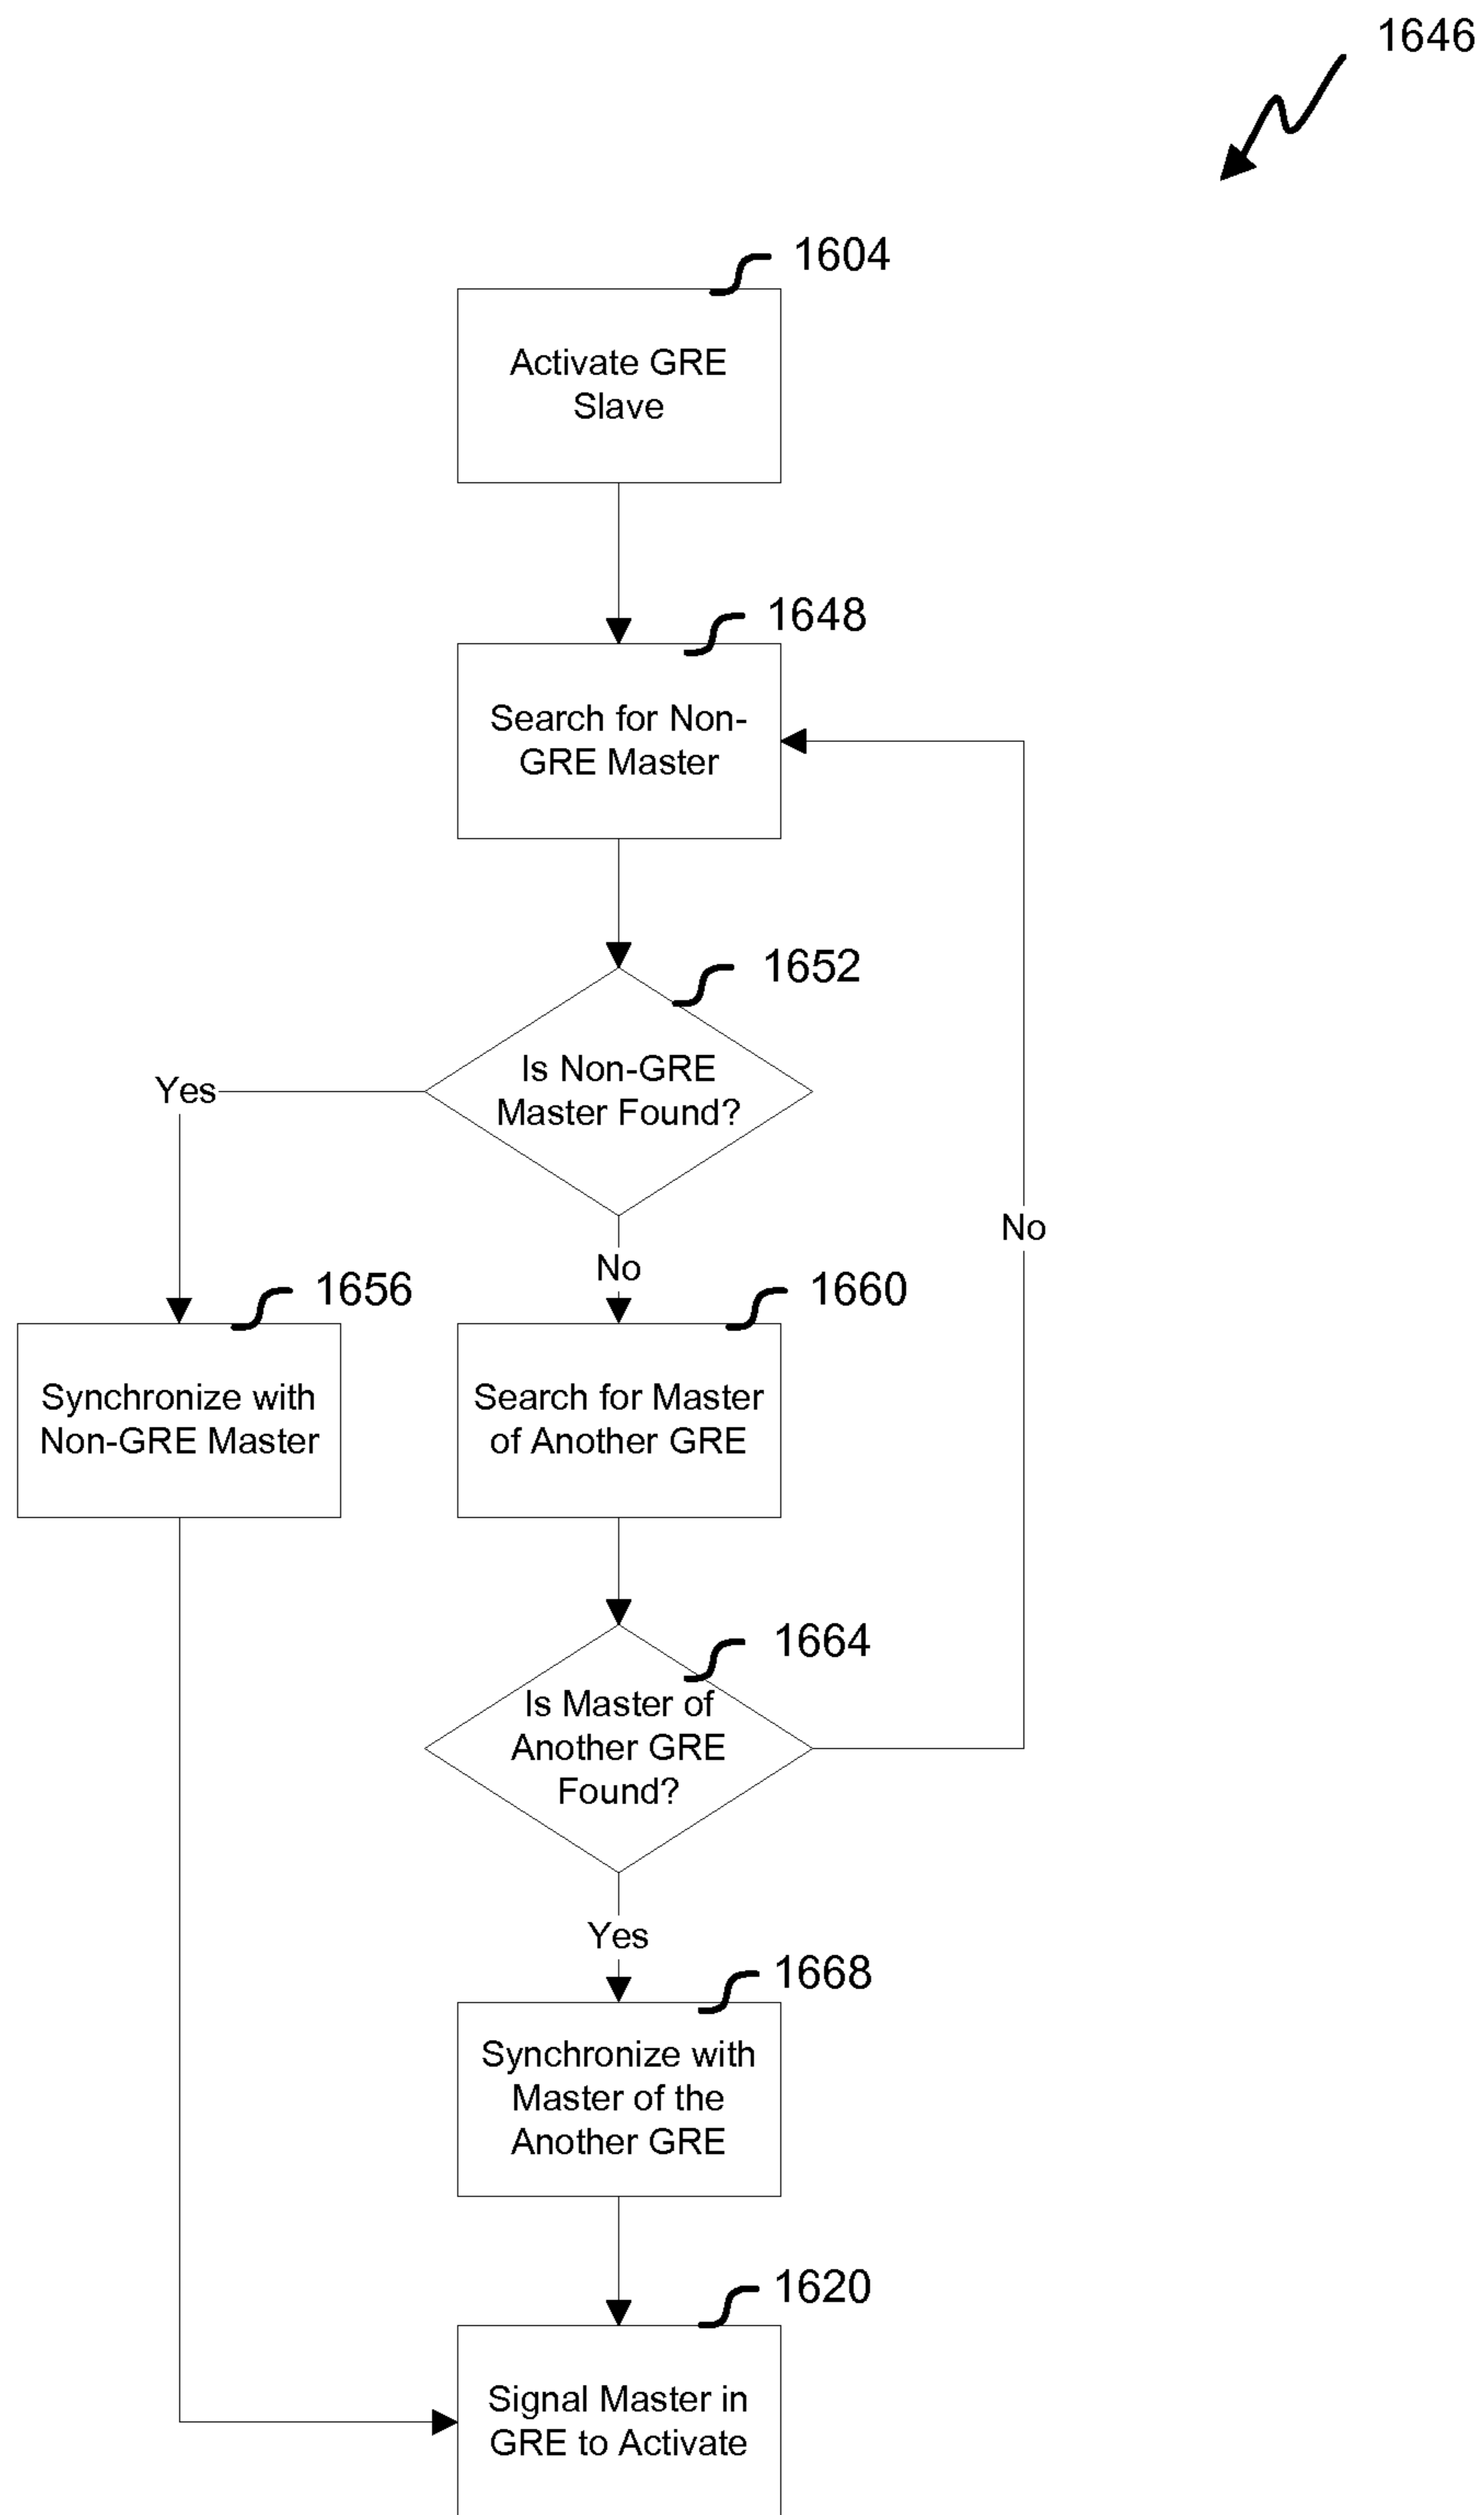 1646
1604
Activate GRE
Slave
1648
Search for Non-
GRE Master
1652
Is Non-GRE
Master Found?
Yes
No
No
1656
1660
Synchronize with
Non-GRE Master
Search for Master
of Another GRE
1664
Is Master of
Another GRE
Found?
Yes
1668
Synchronize with
Master of the
Another GRE
1620
Signal Master in
GRE to Activate